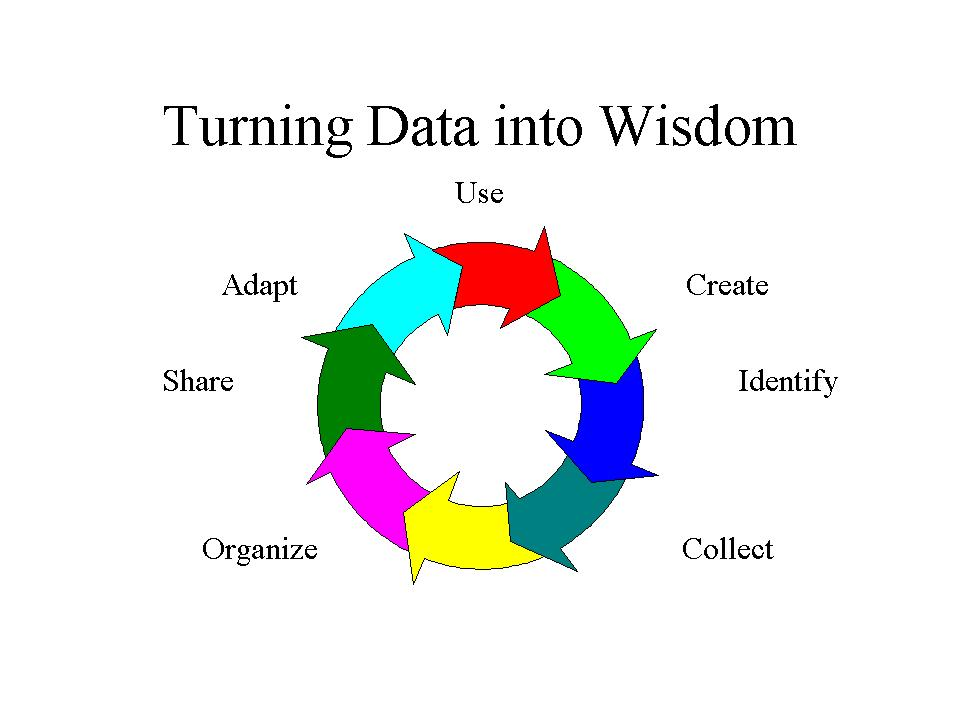 Turning Data into Wisdom
Use
Adapt
Create
Share
Identify
Organize
Collect